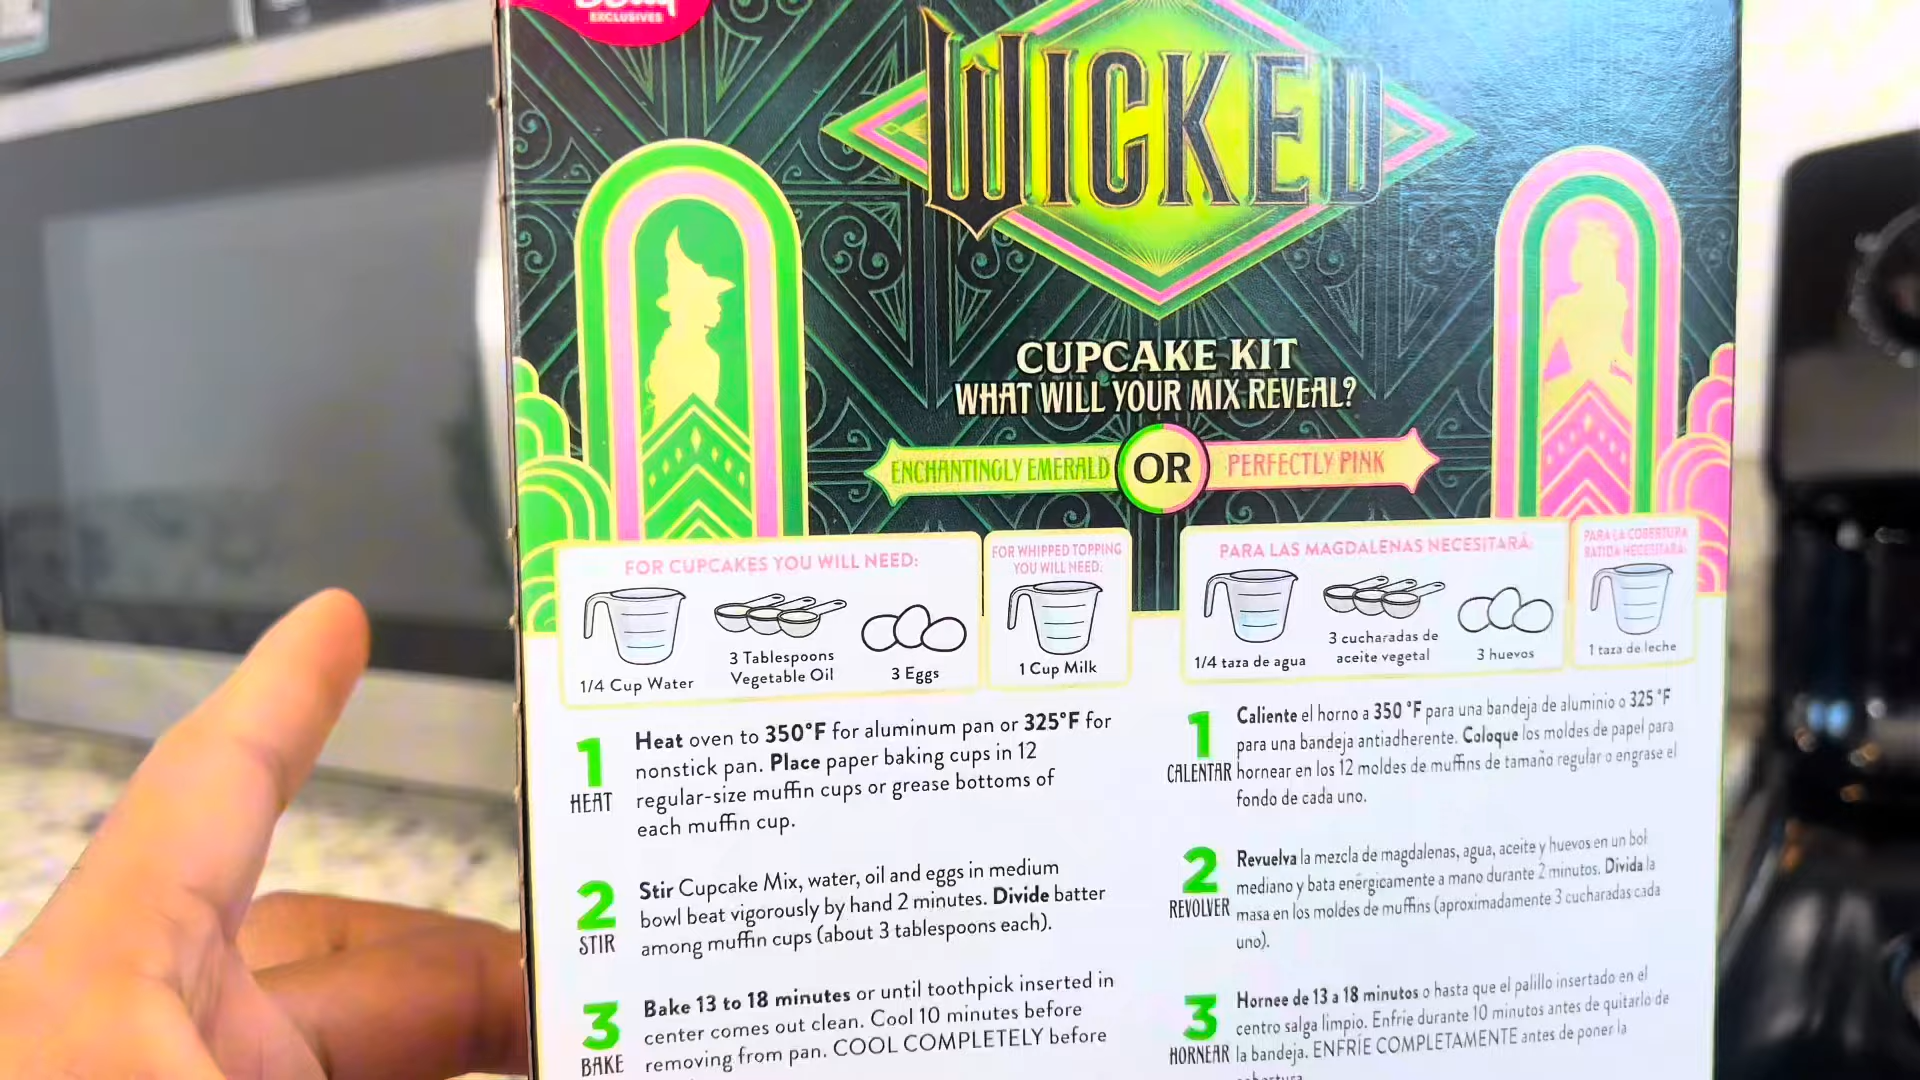 EXCLUSIVES
WICKED
CUPCAKE KIT
WHAT WILL YOUR MIX REVEAL?
ENCHANTINGLY EMERALD OR PERFECTLY PINK
FOR CUPCAKES YOU WILL NEED:
1/4 Cup Water
3 Tablespoons
Vegetable Oil
3 Eggs
FOR WHIPPED TOPPING
YOU WILL NEED:
1 Cup Milk
PARA LAS MAGDALENAS NECESITARÁ:
1/4 taza de agua
3 cucharadas de
aceite vegetal
3 huevos
PARA LA COBERTURA
BATIDA NECESITARÁ:
1 taza de leche
1
HEAT
Heat oven to 350°F for aluminum pan or 325°F for
nonstick pan. Place paper baking cups in 12
regular-size muffin cups or grease bottoms of
each muffin cup.
2
STIR
Stir Cupcake Mix, water, oil and eggs in medium
bowl beat vigorously by hand 2 minutes. Divide batter
among muffin cups (about 3 tablespoons each).
3
BAKE
Bake 13 to 18 minutes or until toothpick inserted in
center comes out clean. Cool 10 minutes before
removing from pan. COOL COMPLETELY before
1
CALENTAR
Caliente el horno a 350 °F para una bandeja de aluminio o 325 °F
para una bandeja antiadherente. Coloque los moldes de papel para
hornear en los 12 moldes de muffins de tamaño regular o engrase el
fondo de cada uno.
2
REVOLVER
Revuelva la mezcla de magdalenas, agua, aceite y huevos en un bol
mediano y bata enérgicamente a mano durante 2 minutos. Divida la
masa en los moldes de muffins (aproximadamente 3 cucharadas cada
uno).
3
HORNEAR
Hornee de 13 a 18 minutos o hasta que el palillo insertado en el
centro salga limpio. Enfríe durante 10 minutos antes de quitarlo de
la bandeja. ENFRÍE COMPLETAMENTE antes de poner la